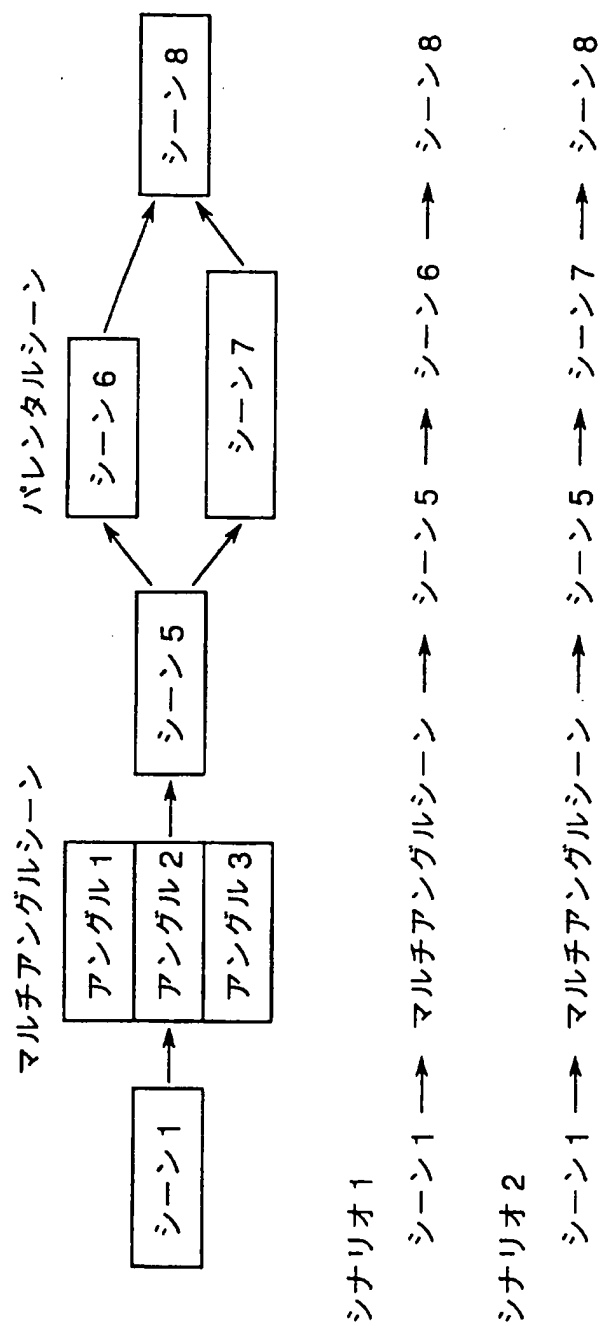 マルチアングルシーン
パレンタルシーン
シーン1
アングル1
アングル2
アングル3
シーン5
シーン6
シーン7
シーン8
シナリオ1
シーン1 → マルチアングルシーン → シーン5 → シーン6 → シーン8
シナリオ2
シーン1 → マルチアングルシーン → シーン5 → シーン7 → シーン8